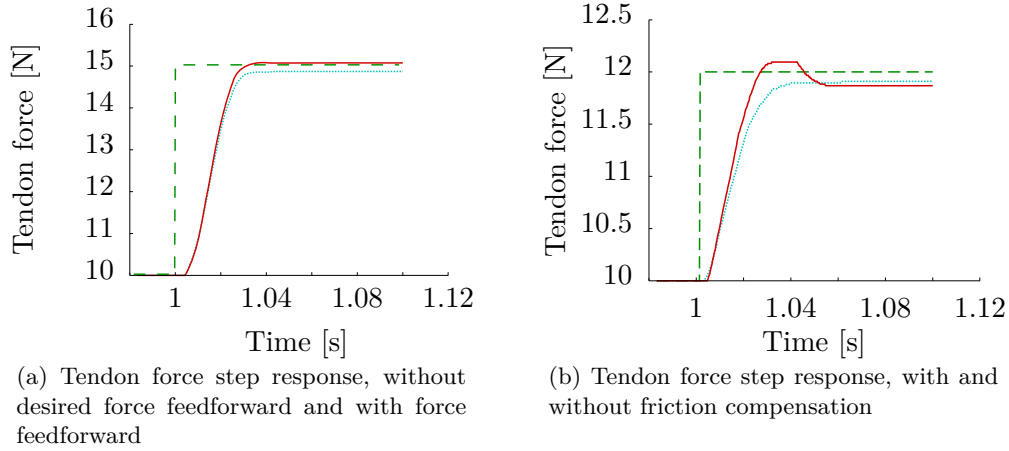 16
15
14
13
12
11
10
Tendon force [N]
1
1.04
1.08
1.12
Time [s]
(a) Tendon force step response, without
desired force feedforward and with force
feedforward
12.5
12
11.5
11
10.5
10
Tendon force [N]
1
1.04
1.08
1.12
Time [s]
(b) Tendon force step response, with and
without friction compensation